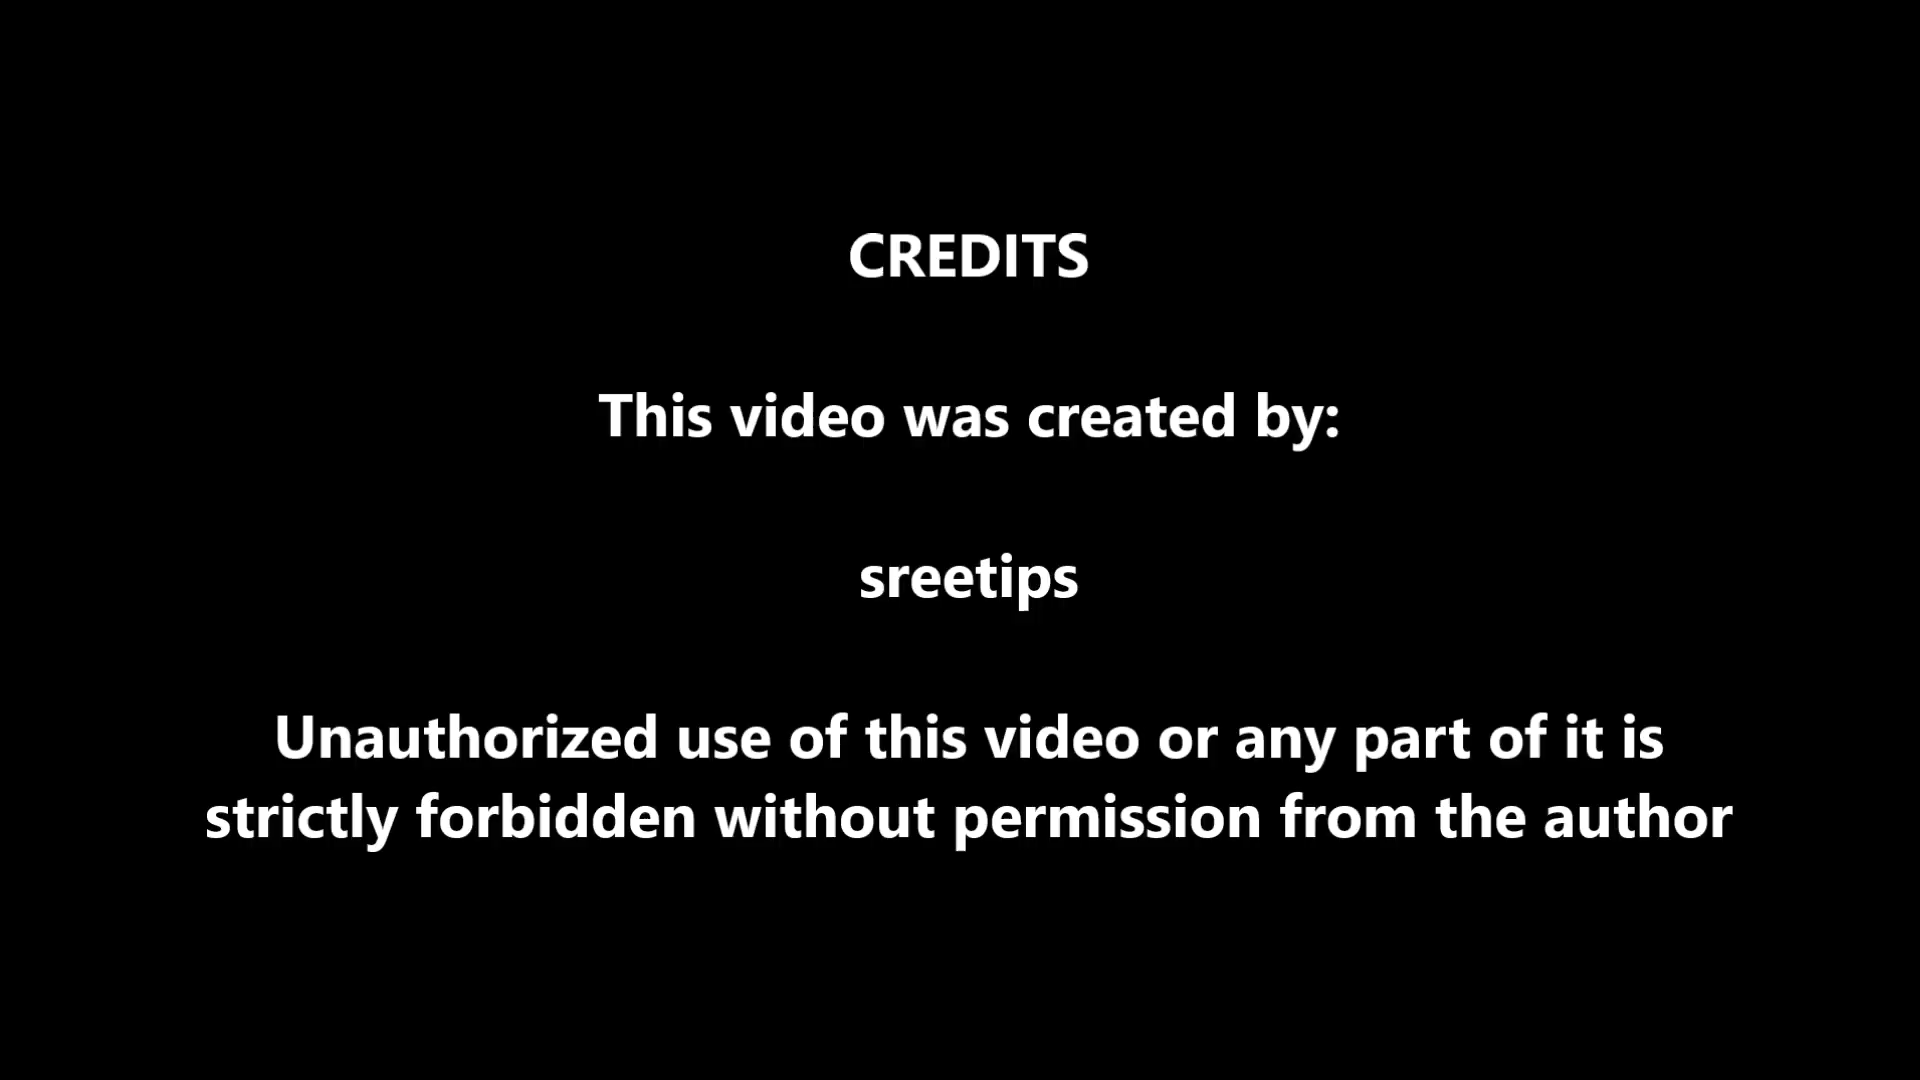 CREDITS
This video was created by:
sreetips
Unauthorized use of this video or any part of it is
strictly forbidden without permission from the author